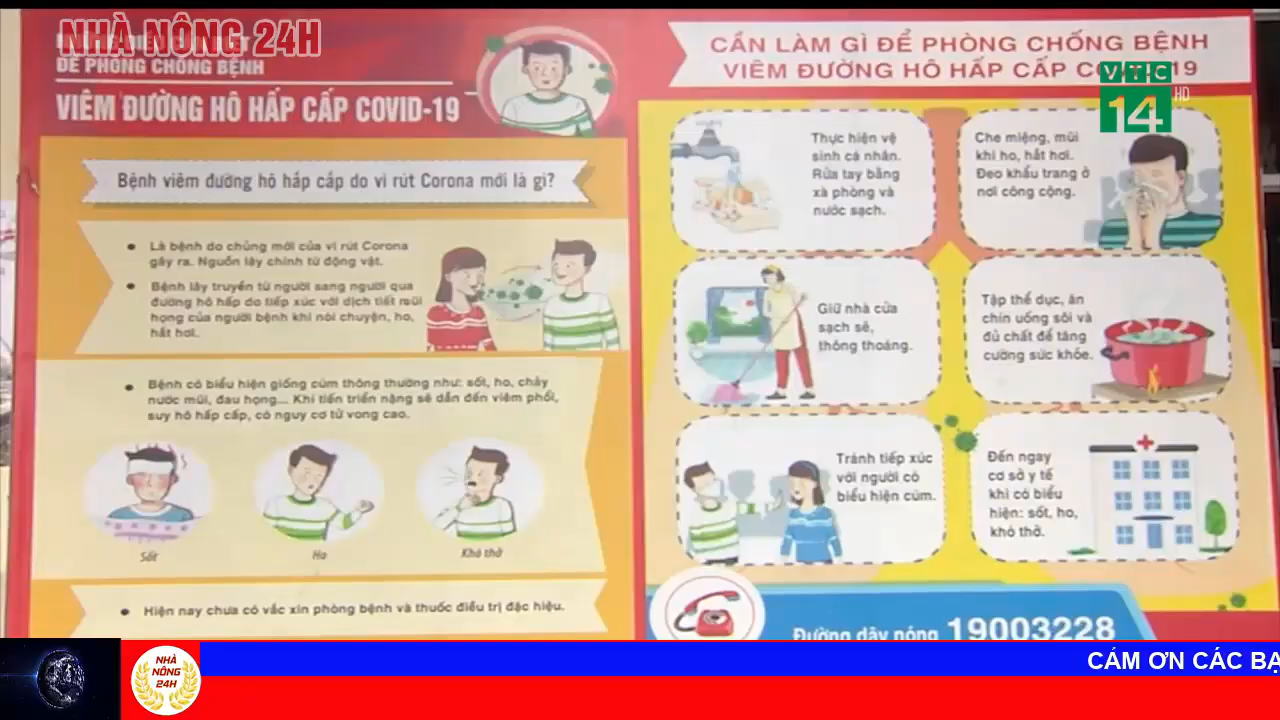 NHÀ NÔNG 24H
ĐỂ PHÒNG CHỐNG BỆNH
VIÊM ĐƯỜNG HÔ HẤP CẤP COVID-19
Bệnh viêm đường hô hấp cấp do vi rút Corona mới là gì?
• Là bệnh do chủng mới của vi rút Corona
gây ra. Nguồn lây chính từ động vật.
• Bệnh lây truyền từ người sang người qua
đường hô hấp do tiếp xúc với dịch tiết mũi
họng của người bệnh khi nói chuyện, ho,
hắt hơi.
• Bệnh có biểu hiện giống cúm thông thường như: sốt, ho, chảy
nước mũi, đau họng... Khi tiến triển nặng sẽ dẫn đến viêm phổi,
suy hô hấp cấp, có nguy cơ tử vong cao.
Sốt
Ho
Khó thở
• Hiện nay chưa có vắc xin phòng bệnh và thuốc điều trị đặc hiệu.
CẦN LÀM GÌ ĐỂ PHÒNG CHỐNG BỆNH
VIÊM ĐƯỜNG HÔ HẤP CẤP 19
VTC
14 HD
Thực hiện vệ
sinh cá nhân.
Rửa tay bằng
xà phòng và
nước sạch.
Che miệng, mũi
khi ho, hắt hơi.
Đeo khẩu trang ở
nơi công cộng.
Giữ nhà cửa
sạch sẽ,
thông thoáng.
Tập thể dục, ăn
chín uống sôi và
đủ chất để tăng
cường sức khỏe.
Tránh tiếp xúc
với người có
biểu hiện cúm.
Đến ngay
cơ sở y tế
khi có biểu
hiện: sốt, ho,
khó thở.
Đường dây nóng 19003228
NHÀ
NÔNG
24H
CÁM ƠN CÁC BẠ